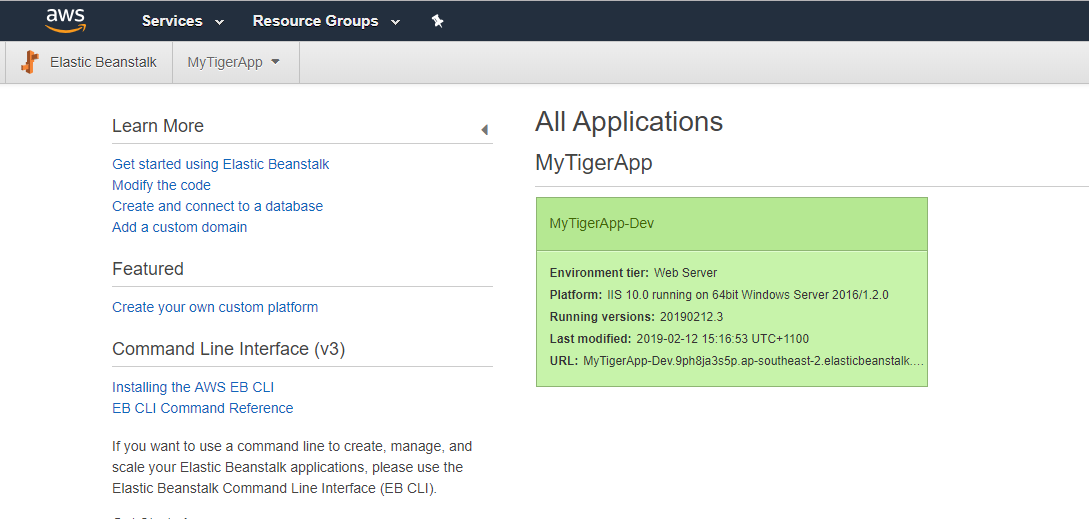 aws Services Resource Groups
Elastic Beanstalk MyTigerApp
Learn More
Get started using Elastic Beanstalk
Modify the code
Create and connect to a database
Add a custom domain
Featured
Create your own custom platform
Command Line Interface (v3)
Installing the AWS EB CLI
EB CLI Command Reference
If you want to use a command line to create, manage, and
scale your Elastic Beanstalk applications, please use the
Elastic Beanstalk Command Line Interface (EB CLI).
All Applications
MyTigerApp
MyTigerApp-Dev
Environment tier: Web Server
Platform: IIS 10.0 running on 64bit Windows Server 2016/1.2.0
Running versions: 20190212.3
Last modified: 2019-02-12 15:16:53 UTC+1100
URL: MyTigerApp-Dev.9ph8ja3s5p.ap-southeast-2.elasticbeanstalk....